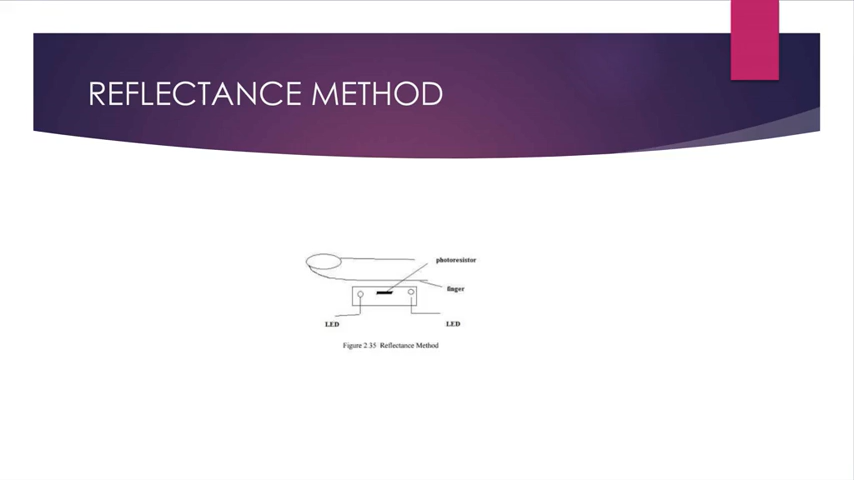 REFLECTANCE METHOD
photoresistor
finger
LED
LED
Figure 2.35 Reflectance Method